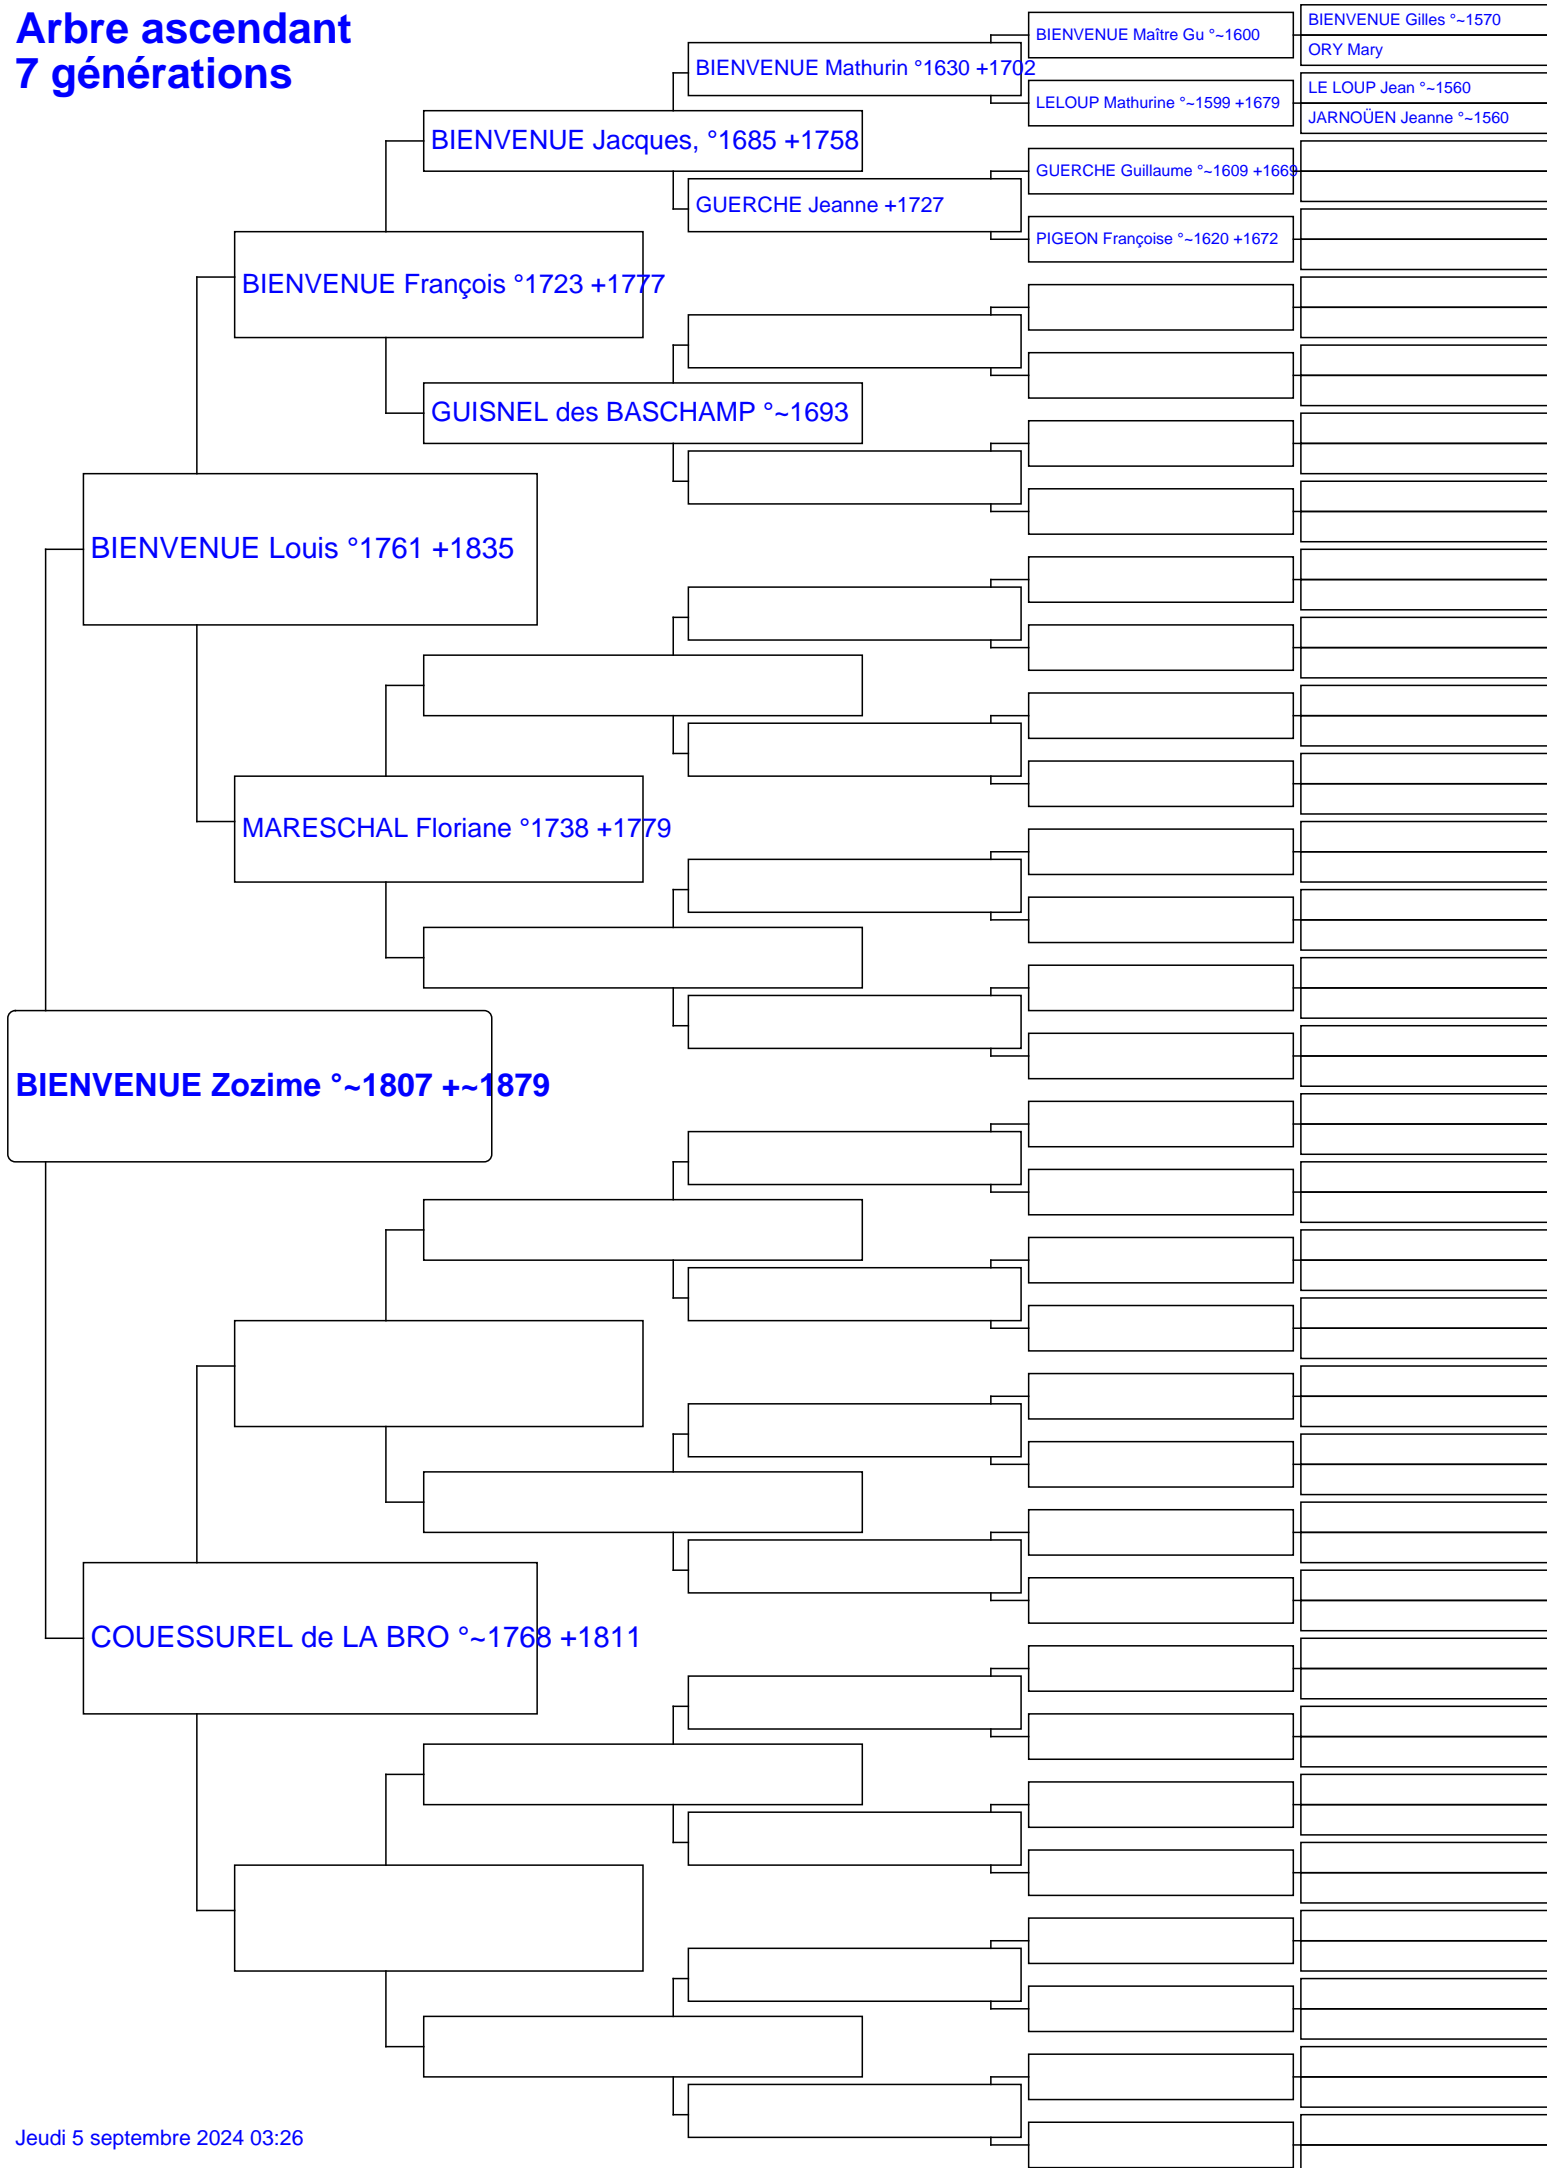 Arbre ascendant
7 générations
BIENVENUE Gilles °~1570
BIENVENUE Maître Gu °~1600
ORY Mary
BIENVENUE Mathurin °1630 +1702
LE LOUP Jean °~1560
LELOUP Mathurine °~1599 +1679
JARNOÜEN Jeanne °~1560
BIENVENUE Jacques, °1685 +1758
GUERCHE Guillaume °~1609 +1669
GUERCHE Jeanne +1727
PIGEON Françoise °~1620 +1672
BIENVENUE François °1723 +1777
GUISNEL des BASCHAMP °~1693
BIENVENUE Louis °1761 +1835
MARESCHAL Floriane °1738 +1779
BIENVENUE Zozime °~1807 +~1879
COUESSUREL de LA BRO °~1768 +1811
Jeudi 5 septembre 2024 03:26